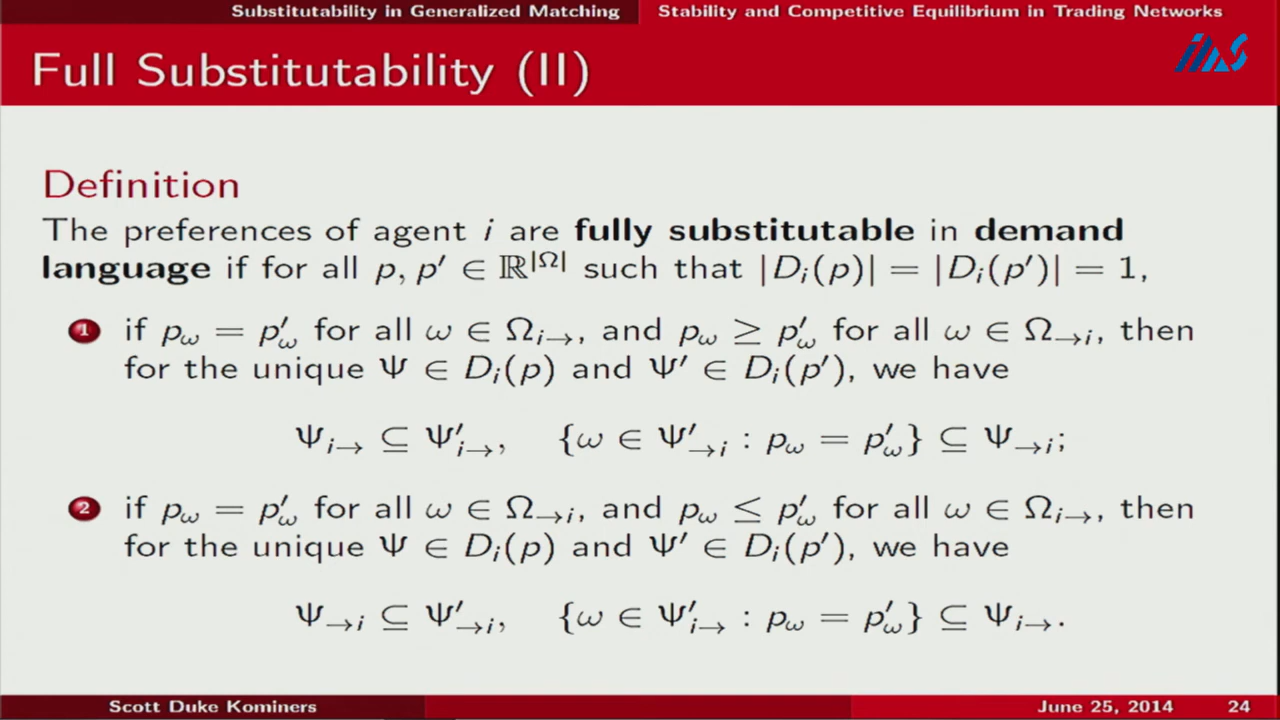 Substitutability in Generalized Matching Stability and Competitive Equilibrium in Trading Networks
Full Substitutability (II)
ims
Definition
The preferences of agent i are fully substitutable in demand
language if for all p, p′ ∈ ℝ^|Ω| such that |D_i(p)| = |D_i(p′)| = 1,
1 if p_ω = p′_ω for all ω ∈ Ω_{i→}, and p_ω ≥ p′_ω for all ω ∈ Ω_{→i}, then
for the unique Ψ ∈ D_i(p) and Ψ′ ∈ D_i(p′), we have
Ψ_{i→} ⊆ Ψ′_{i→}, {ω ∈ Ψ′_{→i} : p_ω = p′_ω} ⊆ Ψ_{→i};
2 if p_ω = p′_ω for all ω ∈ Ω_{→i}, and p_ω ≤ p′_ω for all ω ∈ Ω_{i→}, then
for the unique Ψ ∈ D_i(p) and Ψ′ ∈ D_i(p′), we have
Ψ_{→i} ⊆ Ψ′_{→i}, {ω ∈ Ψ′_{i→} : p_ω = p′_ω} ⊆ Ψ_{i→}.
Scott Duke Kominers June 25, 2014 24